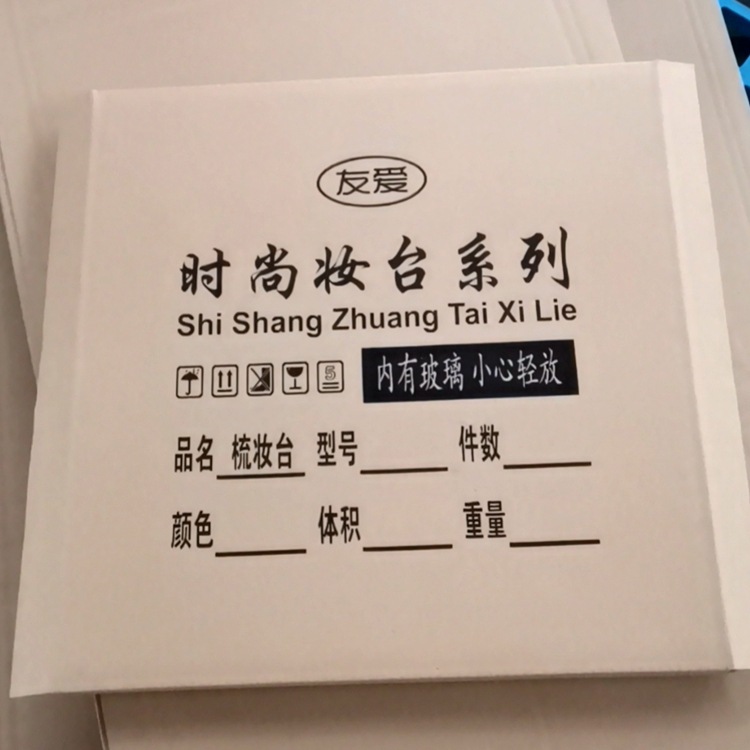 友爱
时尚妆台系列
Shi Shang Zhuang Tai Xi Lie
5 内有玻璃 小心轻放
品名 梳妆台 型号 件数
颜色 体积 重量